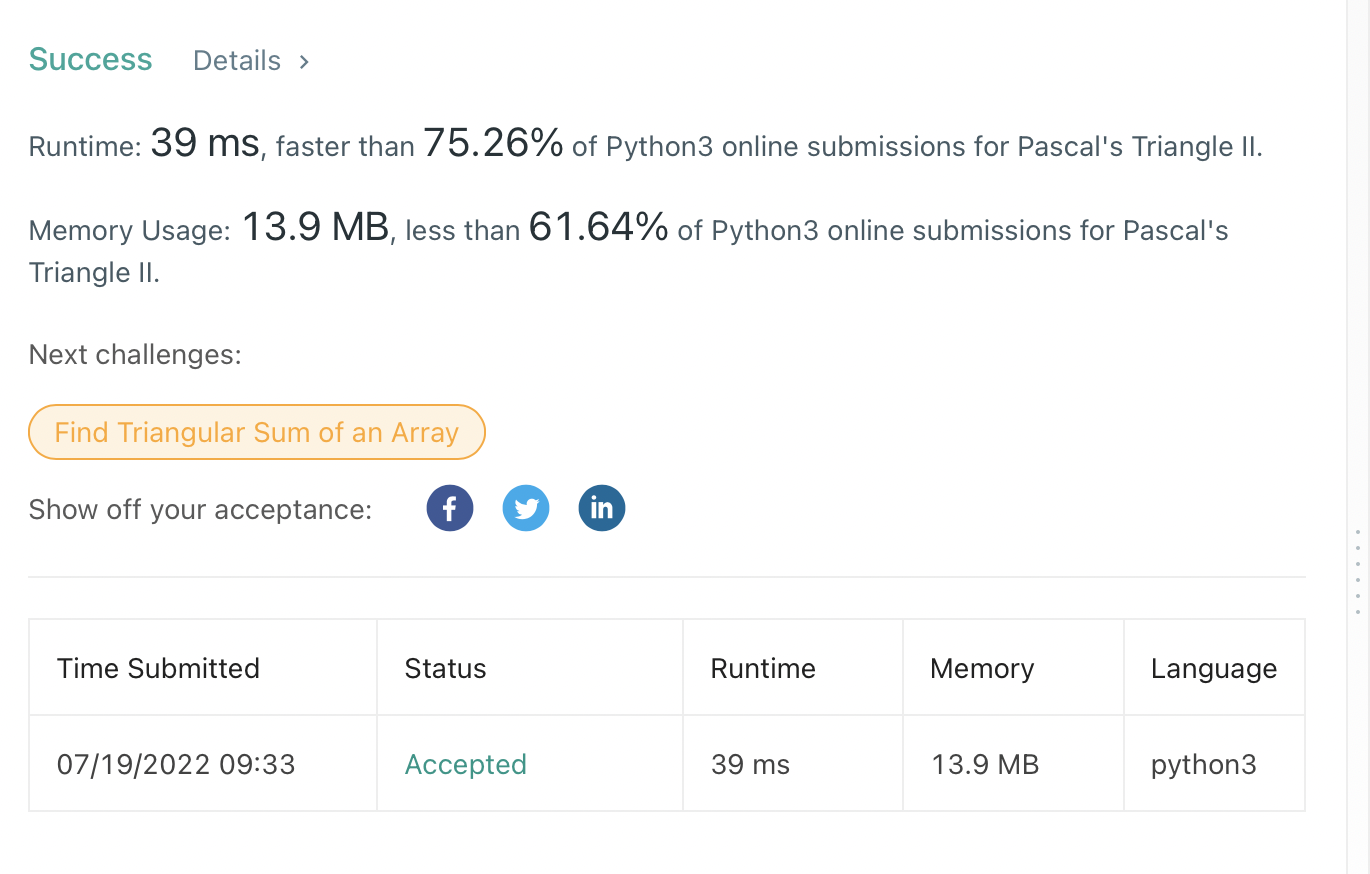 Success Details >
Runtime: 39 ms, faster than 75.26% of Python3 online submissions for Pascal's Triangle II.
Memory Usage: 13.9 MB, less than 61.64% of Python3 online submissions for Pascal's
Triangle II.
Next challenges:
Find Triangular Sum of an Array
Show off your acceptance: f in
Time Submitted Status Runtime Memory Language
07/19/2022 09:33 Accepted 39 ms 13.9 MB python3